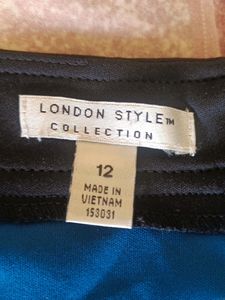 LONDON STYLE™
COLLECTION
12
MADE IN
VIETNAM
153031